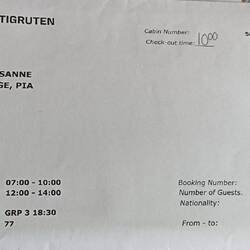 TIGRUTEN
Cabin Number:
Check-out time: 10.00
SANNE
GE, PIA
07:00 - 10:00
Booking Number:
12:00 - 14:00
Number of Guests.
Nationality:
GRP 3 18:30
77
From - to: